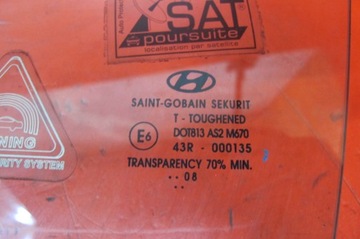 SAT
poursuite
localisation par satellite
SAINT-GOBAIN SEKURIT
T - TOUGHENED
E6
DOT813 AS2 M670
43R - 000135
TRANSPARENCY 70% MIN.
·· 08 ·
NING
RITY SYSTEM